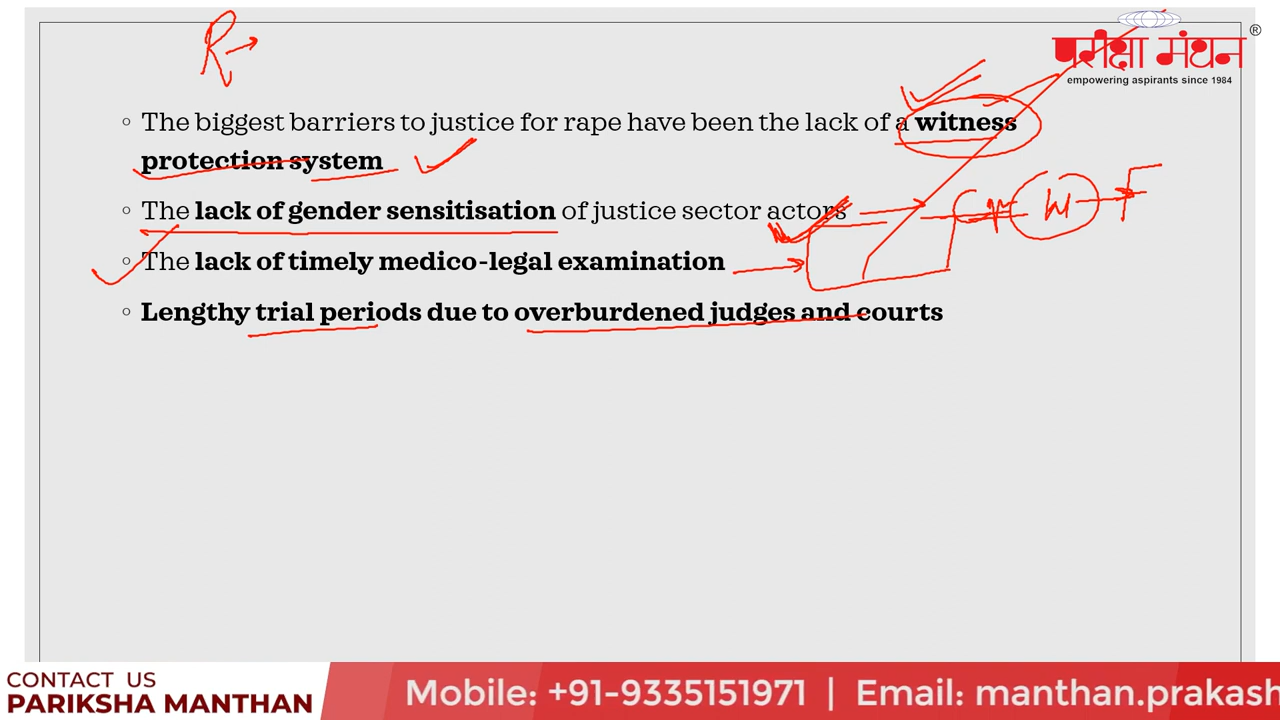 R
परीक्षा मंथन ®
empowering aspirants since 1984
◦ The biggest barriers to justice for rape have been the lack of a witness
protection system
◦ The lack of gender sensitisation of justice sector actors
W F
◦ The lack of timely medico-legal examination
◦ Lengthy trial periods due to overburdened judges and courts
CONTACT US
PARIKSHA MANTHAN
Mobile: +91-9335151971 | Email: manthan.prakash